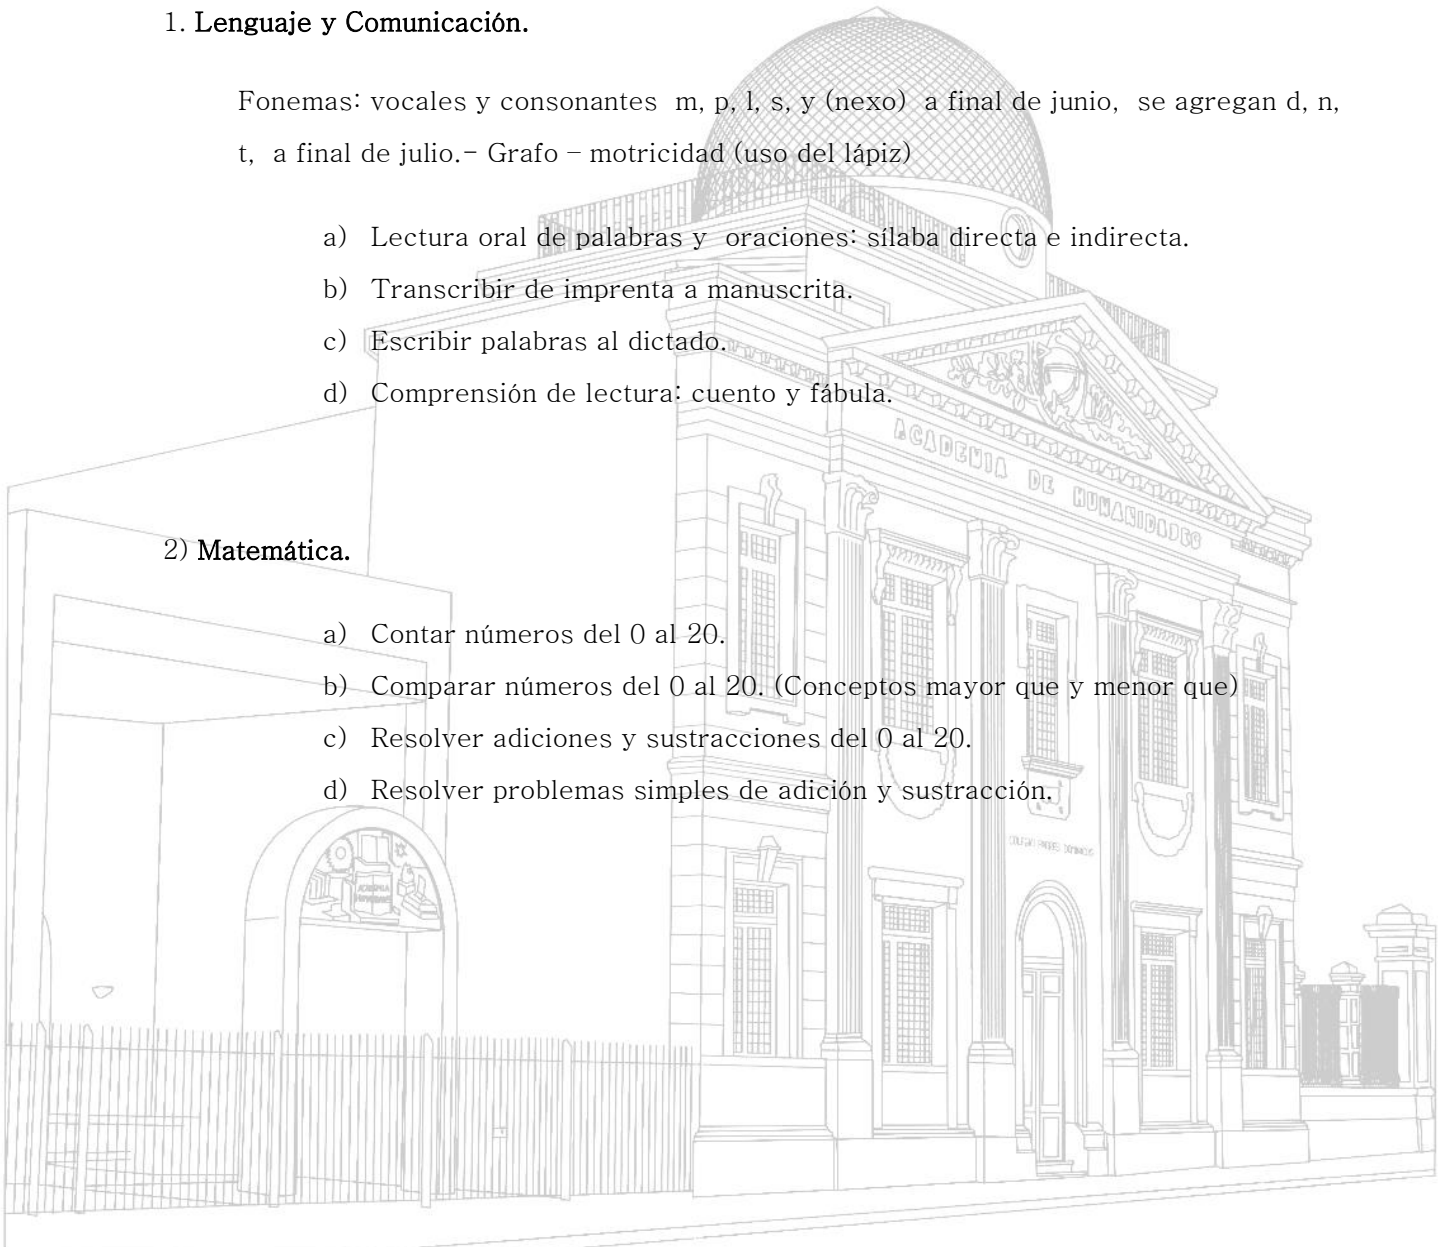 1. Lenguaje y Comunicación.
Fonemas: vocales y consonantes m, p, l, s, y (nexo) a final de junio, se agregan d, n,
t, a final de julio.- Grafo – motricidad (uso del lápiz)
a) Lectura oral de palabras y oraciones: sílaba directa e indirecta.
b) Transcribir de imprenta a manuscrita.
c) Escribir palabras al dictado.
d) Comprensión de lectura: cuento y fábula.
ACADEMIA DE HUMANIDADES
2) Matemática.
a) Contar números del 0 al 20.
b) Comparar números del 0 al 20. (Conceptos mayor que y menor que)
c) Resolver adiciones y sustracciones del 0 al 20.
d) Resolver problemas simples de adición y sustracción.
COLEGIO PADRES DOMINICOS